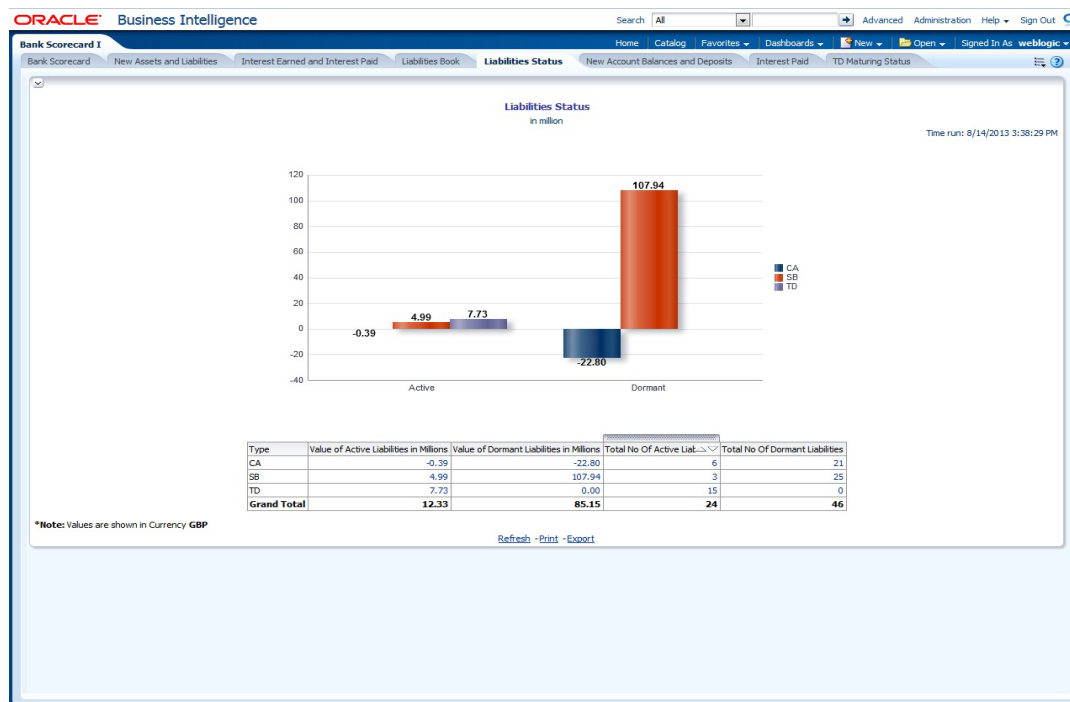 ORACLE Business Intelligence
Search All Advanced Administration Help Sign Out
Bank Scorecard I
Home Catalog Favorites Dashboards New Open Signed In As weblogic
Bank Scorecard New Assets and Liabilities Interest Earned and Interest Paid Liabilities Book Liabilities Status New Account Balances and Deposits Interest Paid TD Maturing Status
Liabilities Status
in million
Time run: 8/14/2013 3:38:29 PM
120
100
80
60
40
20
0
-20
-40
-0.39
4.99
7.73
-22.80
107.94
Active
Dormant
CA
SB
TD
Type Value of Active Liabilities in Millions Value of Dormant Liabilities in Millions Total No Of Active Liab Total No Of Dormant Liabilities
CA -0.39 -22.80 6 21
SB 4.99 107.94 3 25
TD 7.73 0.00 15 0
Grand Total 12.33 85.15 24 46
*Note: Values are shown in Currency GBP
Refresh - Print - Export